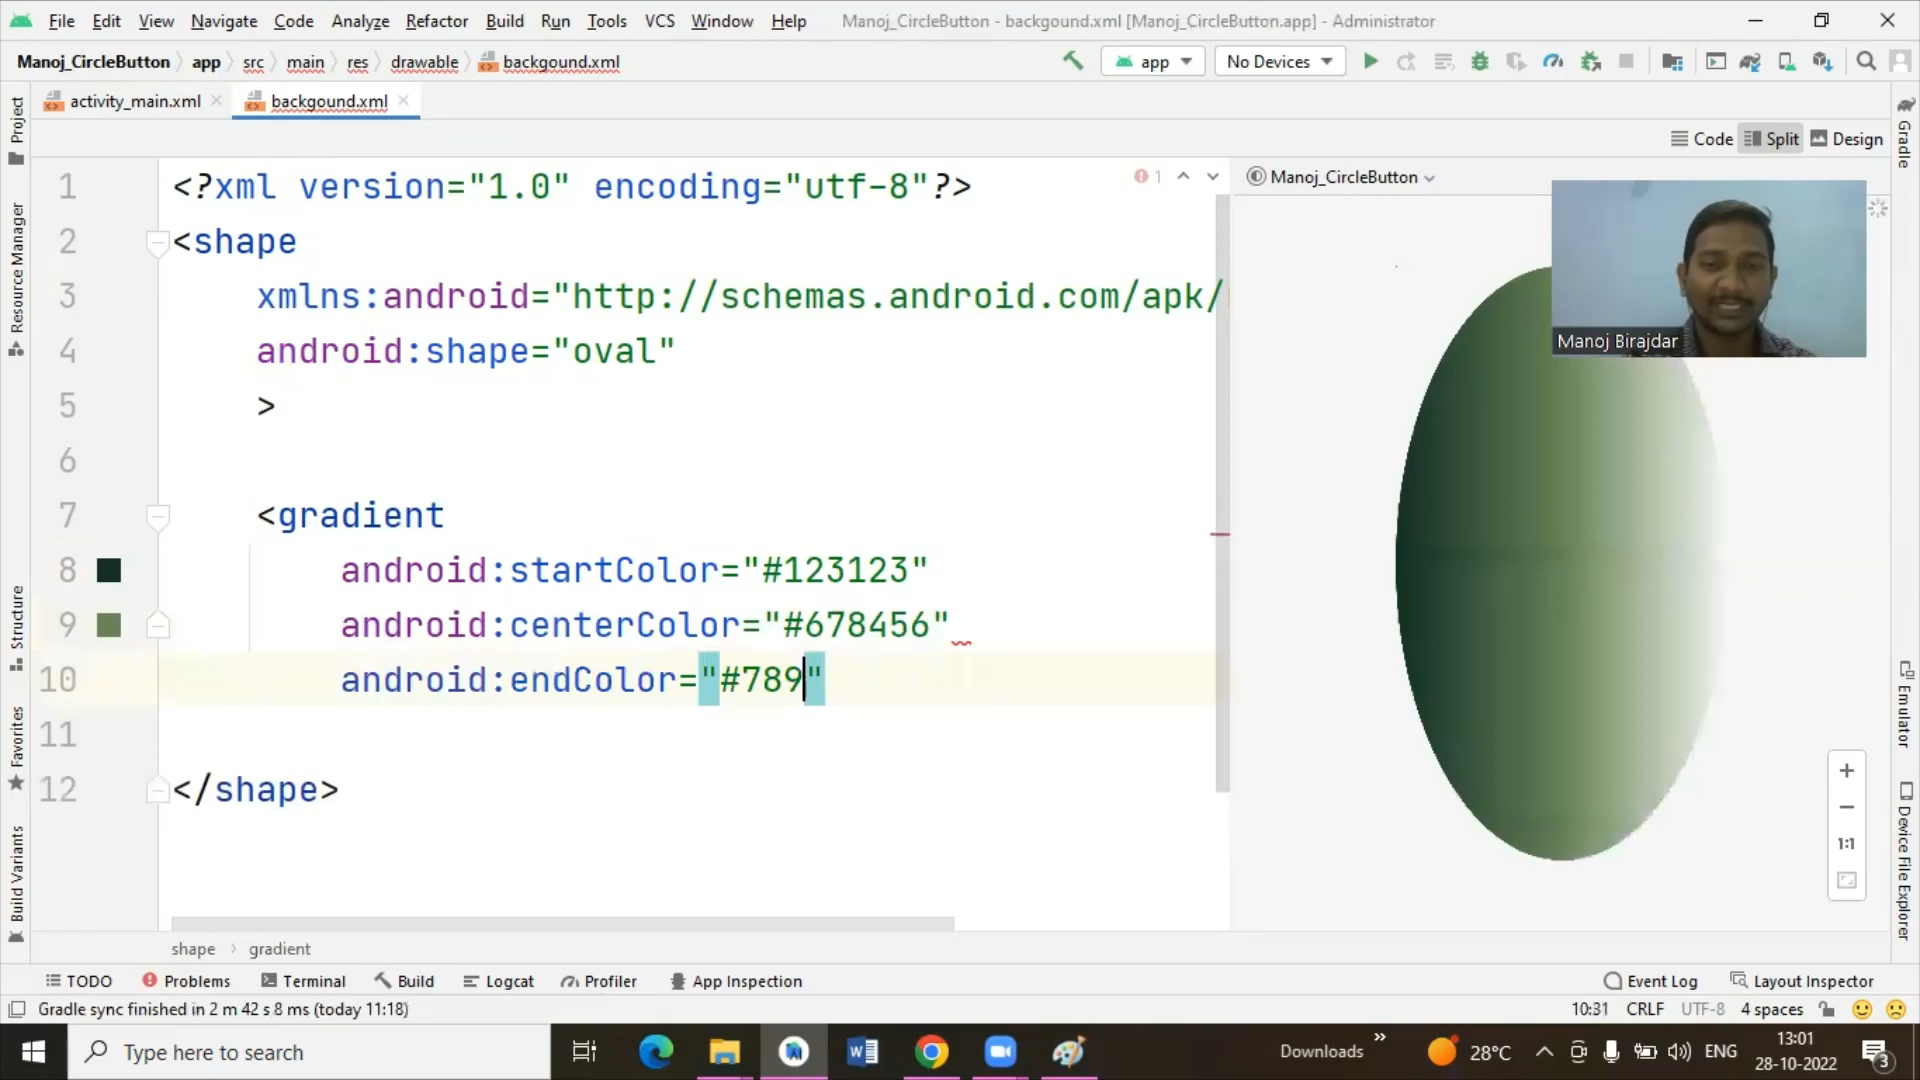 File Edit View Navigate Code Analyze Refactor Build Run Tools VCS Window Help Manoj_CircleButton - backgound.xml [Manoj_CircleButton.app] - Administrator
Manoj_CircleButton app src main res drawable backgound.xml app No Devices
activity_main.xml backgound.xml
Code Split Design
1 <?xml version="1.0" encoding="utf-8"?>
2 <shape
3 xmlns:android="http://schemas.android.com/apk/
4 android:shape="oval"
5 >
6
7 <gradient
8 android:startColor="#123123"
9 android:centerColor="#678456"
10 android:endColor="#789"
11
12 </shape>
1
Manoj_CircleButton
Manoj Birajdar
1:1
Project
Resource Manager
Structure
Favorites
Build Variants
Gradle
Emulator
Device File Explorer
shape gradient
TODO Problems Terminal Build Logcat Profiler App Inspection Event Log Layout Inspector
Gradle sync finished in 2 m 42 s 8 ms (today 11:18) 10:31 CRLF UTF-8 4 spaces
Type here to search Downloads 28°C ENG 13:01
28-10-2022
3